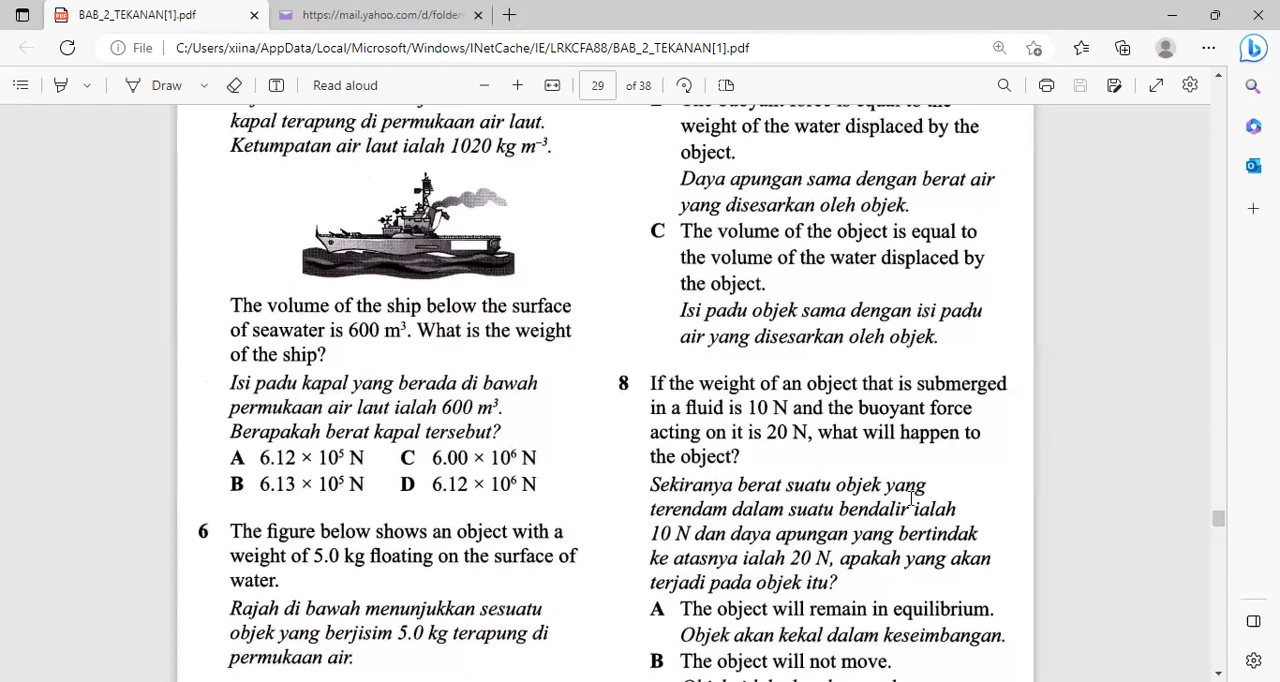 BAB_2_TEKANAN[1].pdf
https://mail.yahoo.com/d/folder
File
C:/Users/xiina/AppData/Local/Microsoft/Windows/INetCache/IE/LRKCFA88/BAB_2_TEKANAN[1].pdf
Draw
Read aloud
29
of 38
kapal terapung di permukaan air laut.
Ketumpatan air laut ialah 1020 kg m⁻³.
The volume of the ship below the surface
of seawater is 600 m³. What is the weight
of the ship?
Isi padu kapal yang berada di bawah
permukaan air laut ialah 600 m³.
Berapakah berat kapal tersebut?
A 6.12 × 10⁵ N C 6.00 × 10⁶ N
B 6.13 × 10⁵ N D 6.12 × 10⁶ N
6 The figure below shows an object with a
weight of 5.0 kg floating on the surface of
water.
Rajah di bawah menunjukkan sesuatu
objek yang berjisim 5.0 kg terapung di
permukaan air.
weight of the water displaced by the
object.
Daya apungan sama dengan berat air
yang disesarkan oleh objek.
C The volume of the object is equal to
the volume of the water displaced by
the object.
Isi padu objek sama dengan isi padu
air yang disesarkan oleh objek.
8 If the weight of an object that is submerged
in a fluid is 10 N and the buoyant force
acting on it is 20 N, what will happen to
the object?
Sekiranya berat suatu objek yang
terendam dalam suatu bendalir ialah
10 N dan daya apungan yang bertindak
ke atasnya ialah 20 N, apakah yang akan
terjadi pada objek itu?
A The object will remain in equilibrium.
Objek akan kekal dalam keseimbangan.
B The object will not move.